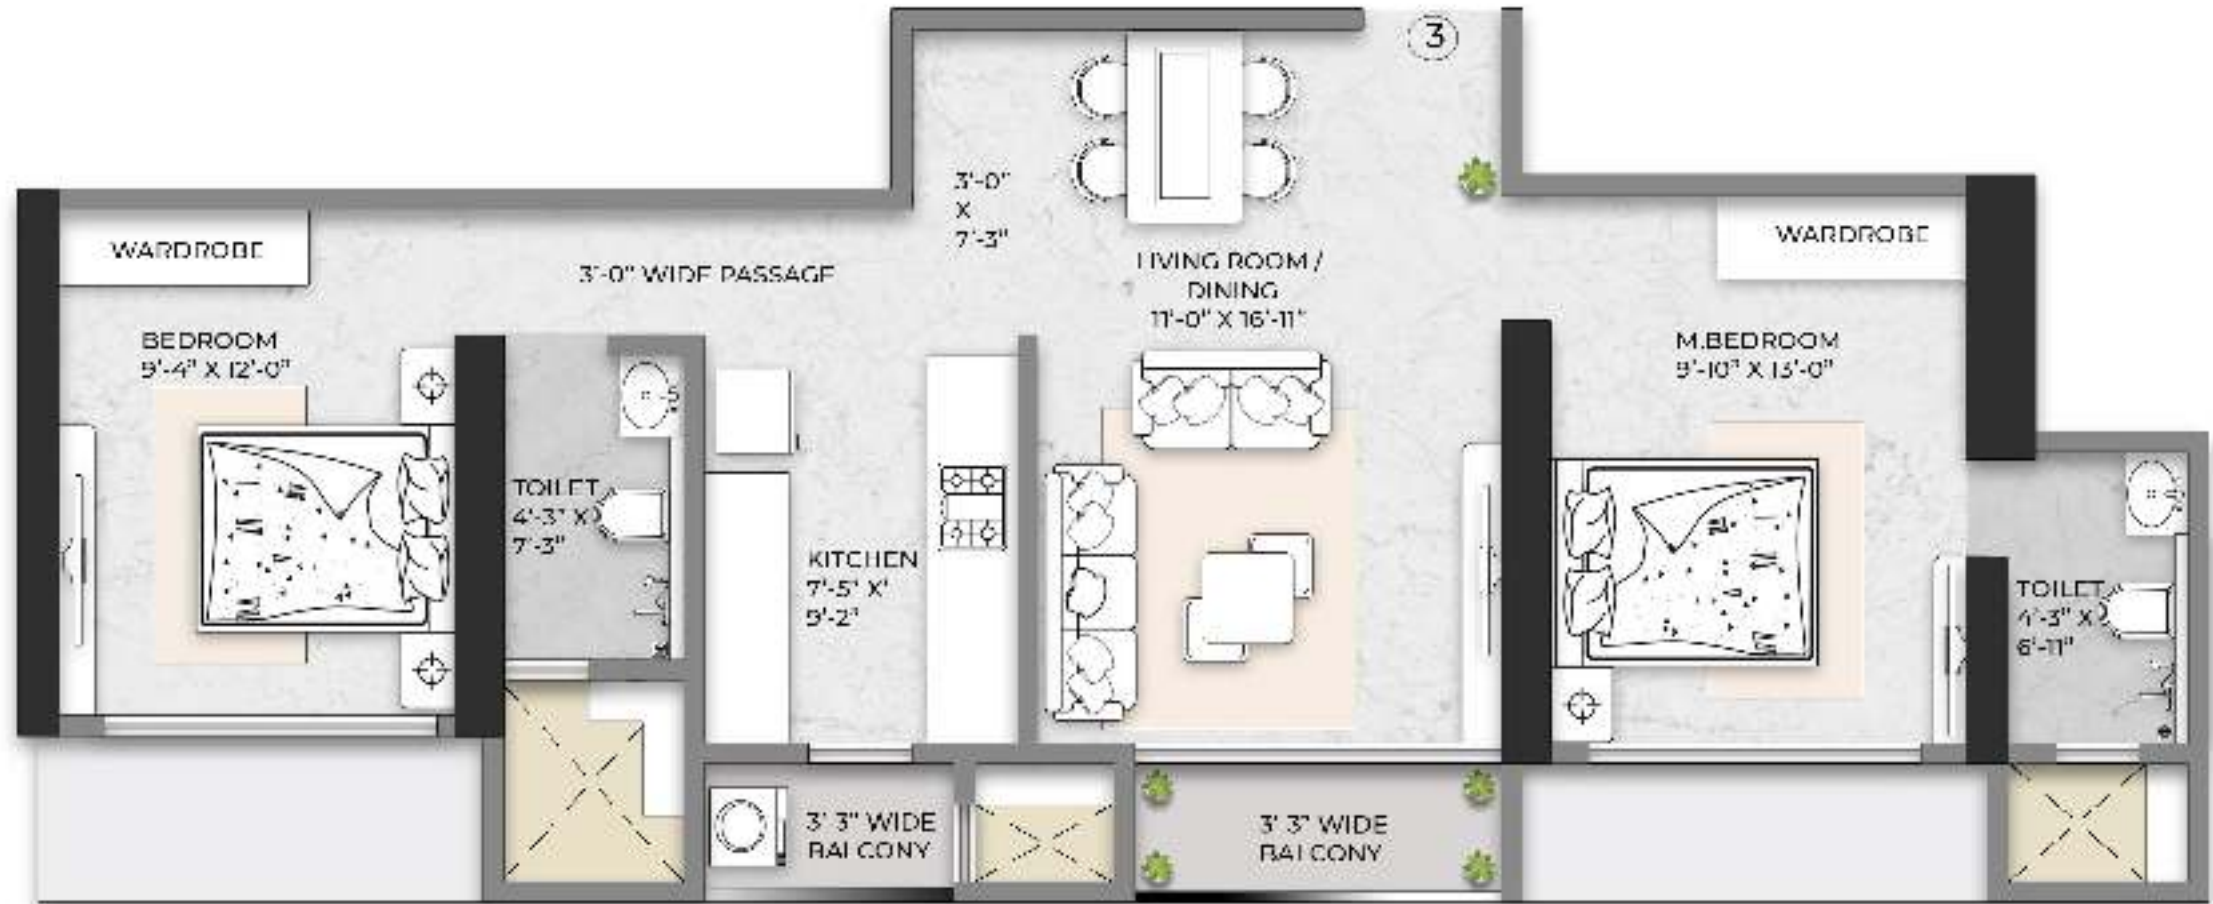 3
WARDROBE
3'-0" WIDE PASSAGE
3'-0"
X
7'-3"
LIVING ROOM /
DINING
11'-0" X 16'-11"
WARDROBE
BEDROOM
9'-4" X 12'-0"
M.BEDROOM
9'-10" X 13'-0"
TOILET
4'-3" X
7'-3"
KITCHEN
7'-5" X'
9'-2"
TOILET
4'-3" X
6'-11"
3' 3" WIDE
BALCONY
3' 3" WIDE
BALCONY